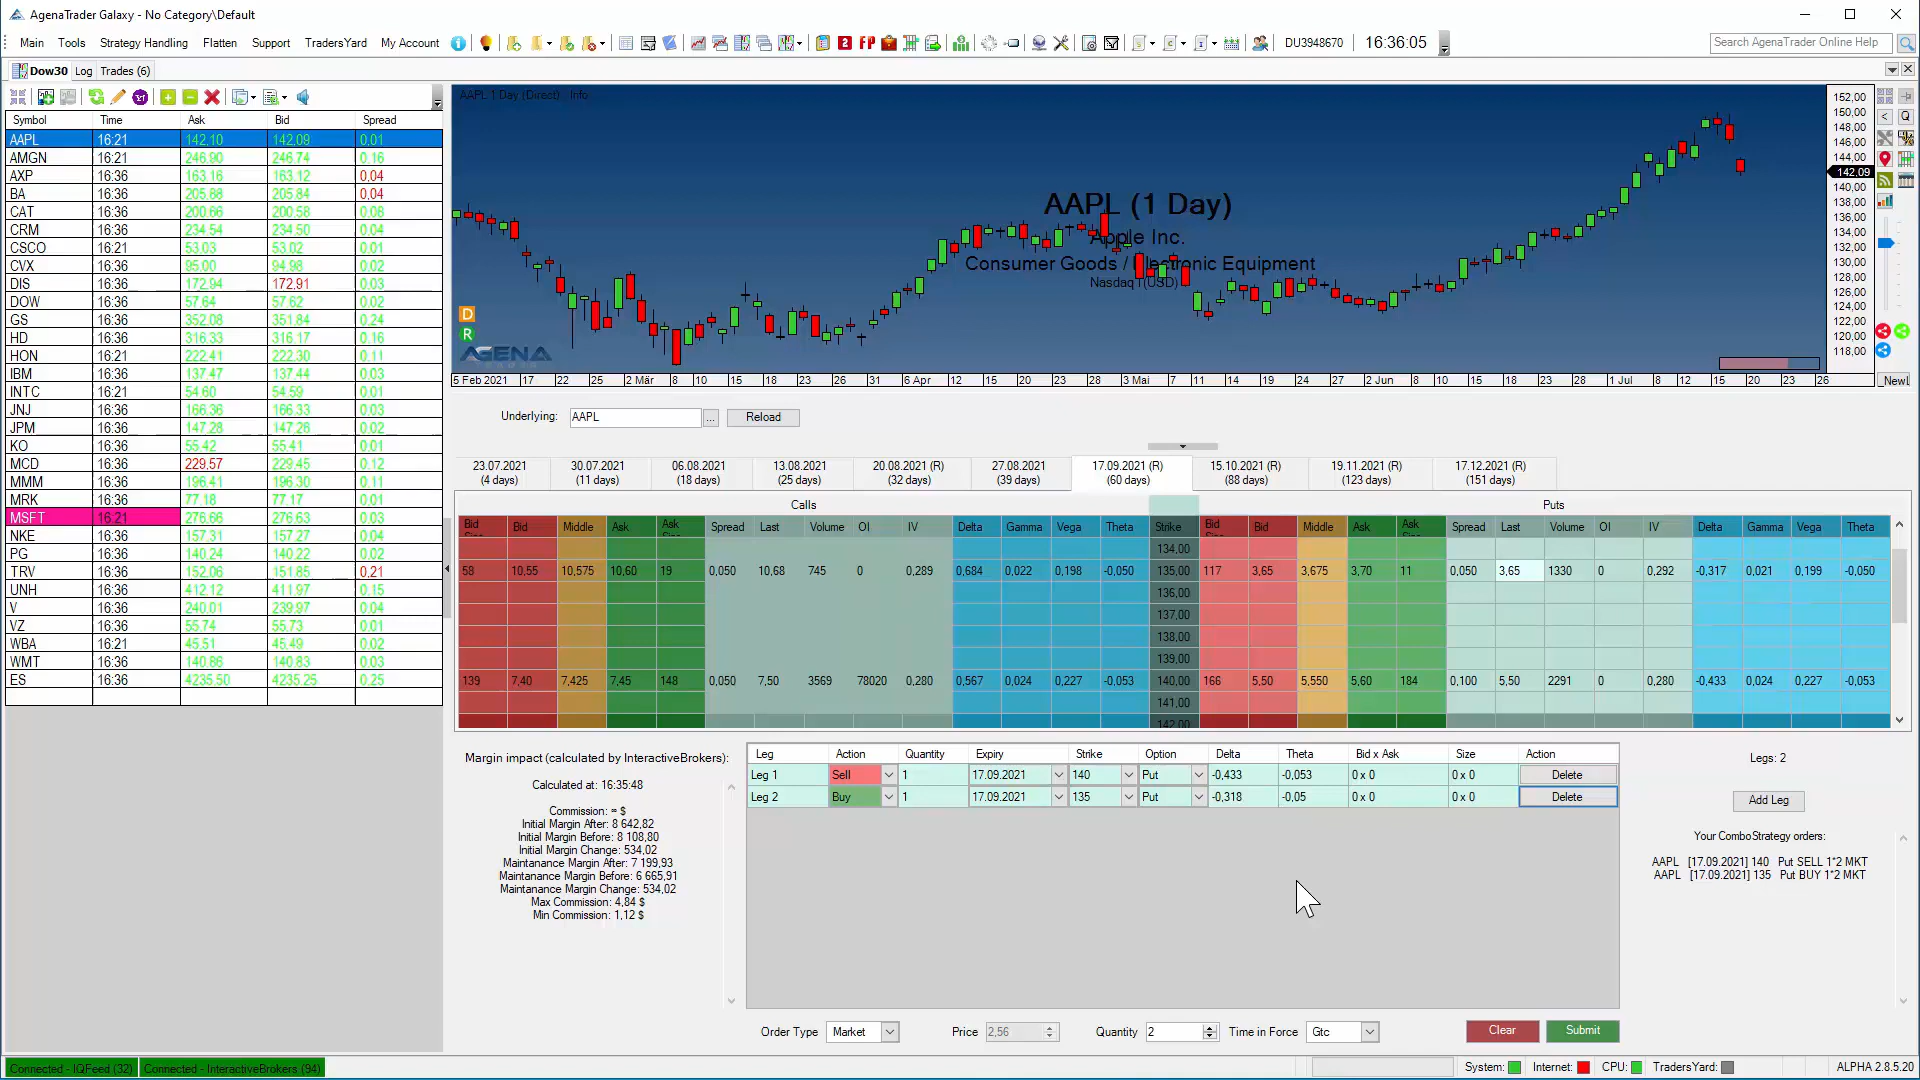 AgenaTrader Galaxy - No Category\Default
Main Tools Strategy Handling Flatten Support TradersYard My Account DU3948670 16:36:05 Search AgenaTrader Online Help
Dow30 Log Trades (6)
Symbol Time Ask Bid Spread
AAPL 16:21 142.10 142.09 0.01
AMGN 16:21 246.90 246.74 0.16
AXP 16:36 163.16 163.12 0.04
BA 16:36 205.88 205.84 0.04
CAT 16:36 200.66 200.58 0.08
CRM 16:36 234.54 234.50 0.04
CSCO 16:21 53.03 53.02 0.01
CVX 16:36 95.00 94.98 0.02
DIS 16:36 172.94 172.91 0.03
DOW 16:36 57.64 57.62 0.02
GS 16:36 352.08 351.84 0.24
HD 16:36 316.33 316.17 0.16
HON 16:21 222.41 222.30 0.11
IBM 16:36 137.47 137.44 0.03
INTC 16:21 54.60 54.59 0.01
JNJ 16:36 166.36 166.33 0.03
JPM 16:36 147.28 147.26 0.02
KO 16:36 55.42 55.41 0.01
MCD 16:36 229.57 229.45 0.12
MMM 16:36 196.41 196.30 0.11
MRK 16:36 77.18 77.17 0.01
MSFT 16:21 276.66 276.63 0.03
NKE 16:36 157.31 157.27 0.04
PG 16:36 140.24 140.22 0.02
TRV 16:36 152.06 151.85 0.21
UNH 16:36 412.12 411.97 0.15
V 16:36 240.01 239.97 0.04
VZ 16:36 55.74 55.73 0.01
WBA 16:21 45.51 45.49 0.02
WMT 16:36 140.86 140.83 0.03
ES 16:36 4235.50 4235.25 0.25
AAPL 1 Day (Direct) Info
AAPL (1 Day)
Apple Inc.
Consumer Goods / Electronic Equipment
Nasdaq I (USD)
D
R
AGENA
152,00
150,00
148,00
146,00
144,00
142,09
140,00
138,00
136,00
134,00
132,00
130,00
128,00
126,00
124,00
122,00
120,00
118,00
5 Feb 2021 17 22 25 2 Mär 8 10 15 18 23 26 31 6 Apr 12 15 20 23 28 3 Mai 6 11 14 19 24 27 2 Jun 8 10 15 18 23 28 1 Jul 8 12 15 20 23 26
Underlying: AAPL ... Reload
23.07.2021 30.07.2021 06.08.2021 13.08.2021 20.08.2021 (R) 27.08.2021 17.09.2021 (R) 15.10.2021 (R) 19.11.2021 (R) 17.12.2021 (R)
(4 days) (11 days) (18 days) (25 days) (32 days) (39 days) (60 days) (88 days) (123 days) (151 days)
Calls Puts
Bid Bid Middle Ask Ask Spread Last Volume OI IV Delta Gamma Vega Theta Strike Bid Bid Middle Ask Ask Spread Last Volume OI IV Delta Gamma Vega Theta
134,00
58 10,55 10,575 10,60 19 0,050 10,68 745 0 0,289 0,684 0,022 0,198 -0,050 135,00 117 3,65 3,675 3,70 11 0,050 3,65 1330 0 0,292 -0,317 0,021 0,199 -0,050
136,00
137,00
138,00
139,00
139 7,40 7,425 7,45 148 0,050 7,50 3569 78020 0,280 0,567 0,024 0,227 -0,053 140,00 166 5,50 5,550 5,60 184 0,100 5,50 2291 0 0,280 -0,433 0,024 0,227 -0,053
141,00
142,00
Margin impact (calculated by InteractiveBrokers):
Calculated at: 16:35:48
Commission: = $
Initial Margin After: 8 642,82
Initial Margin Before: 8 108,80
Initial Margin Change: 534,02
Maintanance Margin After: 7 199,93
Maintanance Margin Before: 6 665,91
Maintanance Margin Change: 534,02
Max Commission: 4,84 $
Min Commission: 1,12 $
Leg Action Quantity Expiry Strike Option Delta Theta Bid x Ask Size Action
Leg 1 Sell 1 17.09.2021 140 Put -0,433 -0,053 0 x 0 0 x 0 Delete
Leg 2 Buy 1 17.09.2021 135 Put -0,318 -0,05 0 x 0 0 x 0 Delete
Legs: 2
Add Leg
Your ComboStrategy orders:
AAPL [17.09.2021] 140 Put SELL 1*2 MKT
AAPL [17.09.2021] 135 Put BUY 1*2 MKT
Order Type Market Price 2,56 Quantity 2 Time in Force Gtc Clear Submit
Connected - IQFeed (32) Connected - InteractiveBrokers (94) System: Internet: CPU: TradersYard: ALPHA 2.8.5.20